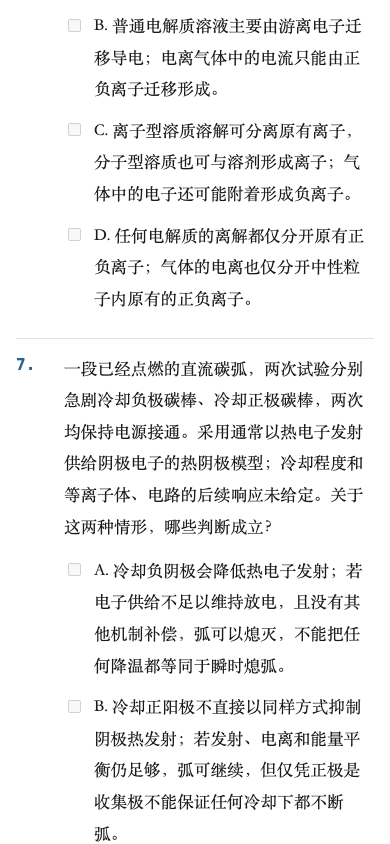 B. 普通电解质溶液主要由游离电子迁
移导电；电离气体中的电流只能由正
负离子迁移形成。
C. 离子型溶质溶解可分离原有离子，
分子型溶质也可与溶剂形成离子；气
体中的电子还可能附着形成负离子。
D. 任何电解质的离解都仅分开原有正
负离子；气体的电离也仅分开中性粒
子内原有的正负离子。
7.
一段已经点燃的直流碳弧，两次试验分别
急剧冷却负极碳棒、冷却正极碳棒，两次
均保持电源接通。采用通常以热电子发射
供给阴极电子的热阴极模型；冷却程度和
等离子体、电路的后续响应未给定。关于
这两种情形，哪些判断成立？
A. 冷却负阴极会降低热电子发射；若
电子供给不足以维持放电，且没有其
他机制补偿，弧可以熄灭，不能把任
何降温都等同于瞬时熄弧。
B. 冷却正阳极不直接以同样方式抑制
阴极热发射；若发射、电离和能量平
衡仍足够，弧可继续，但仅凭正极是
收集极不能保证任何冷却下都不断
弧。